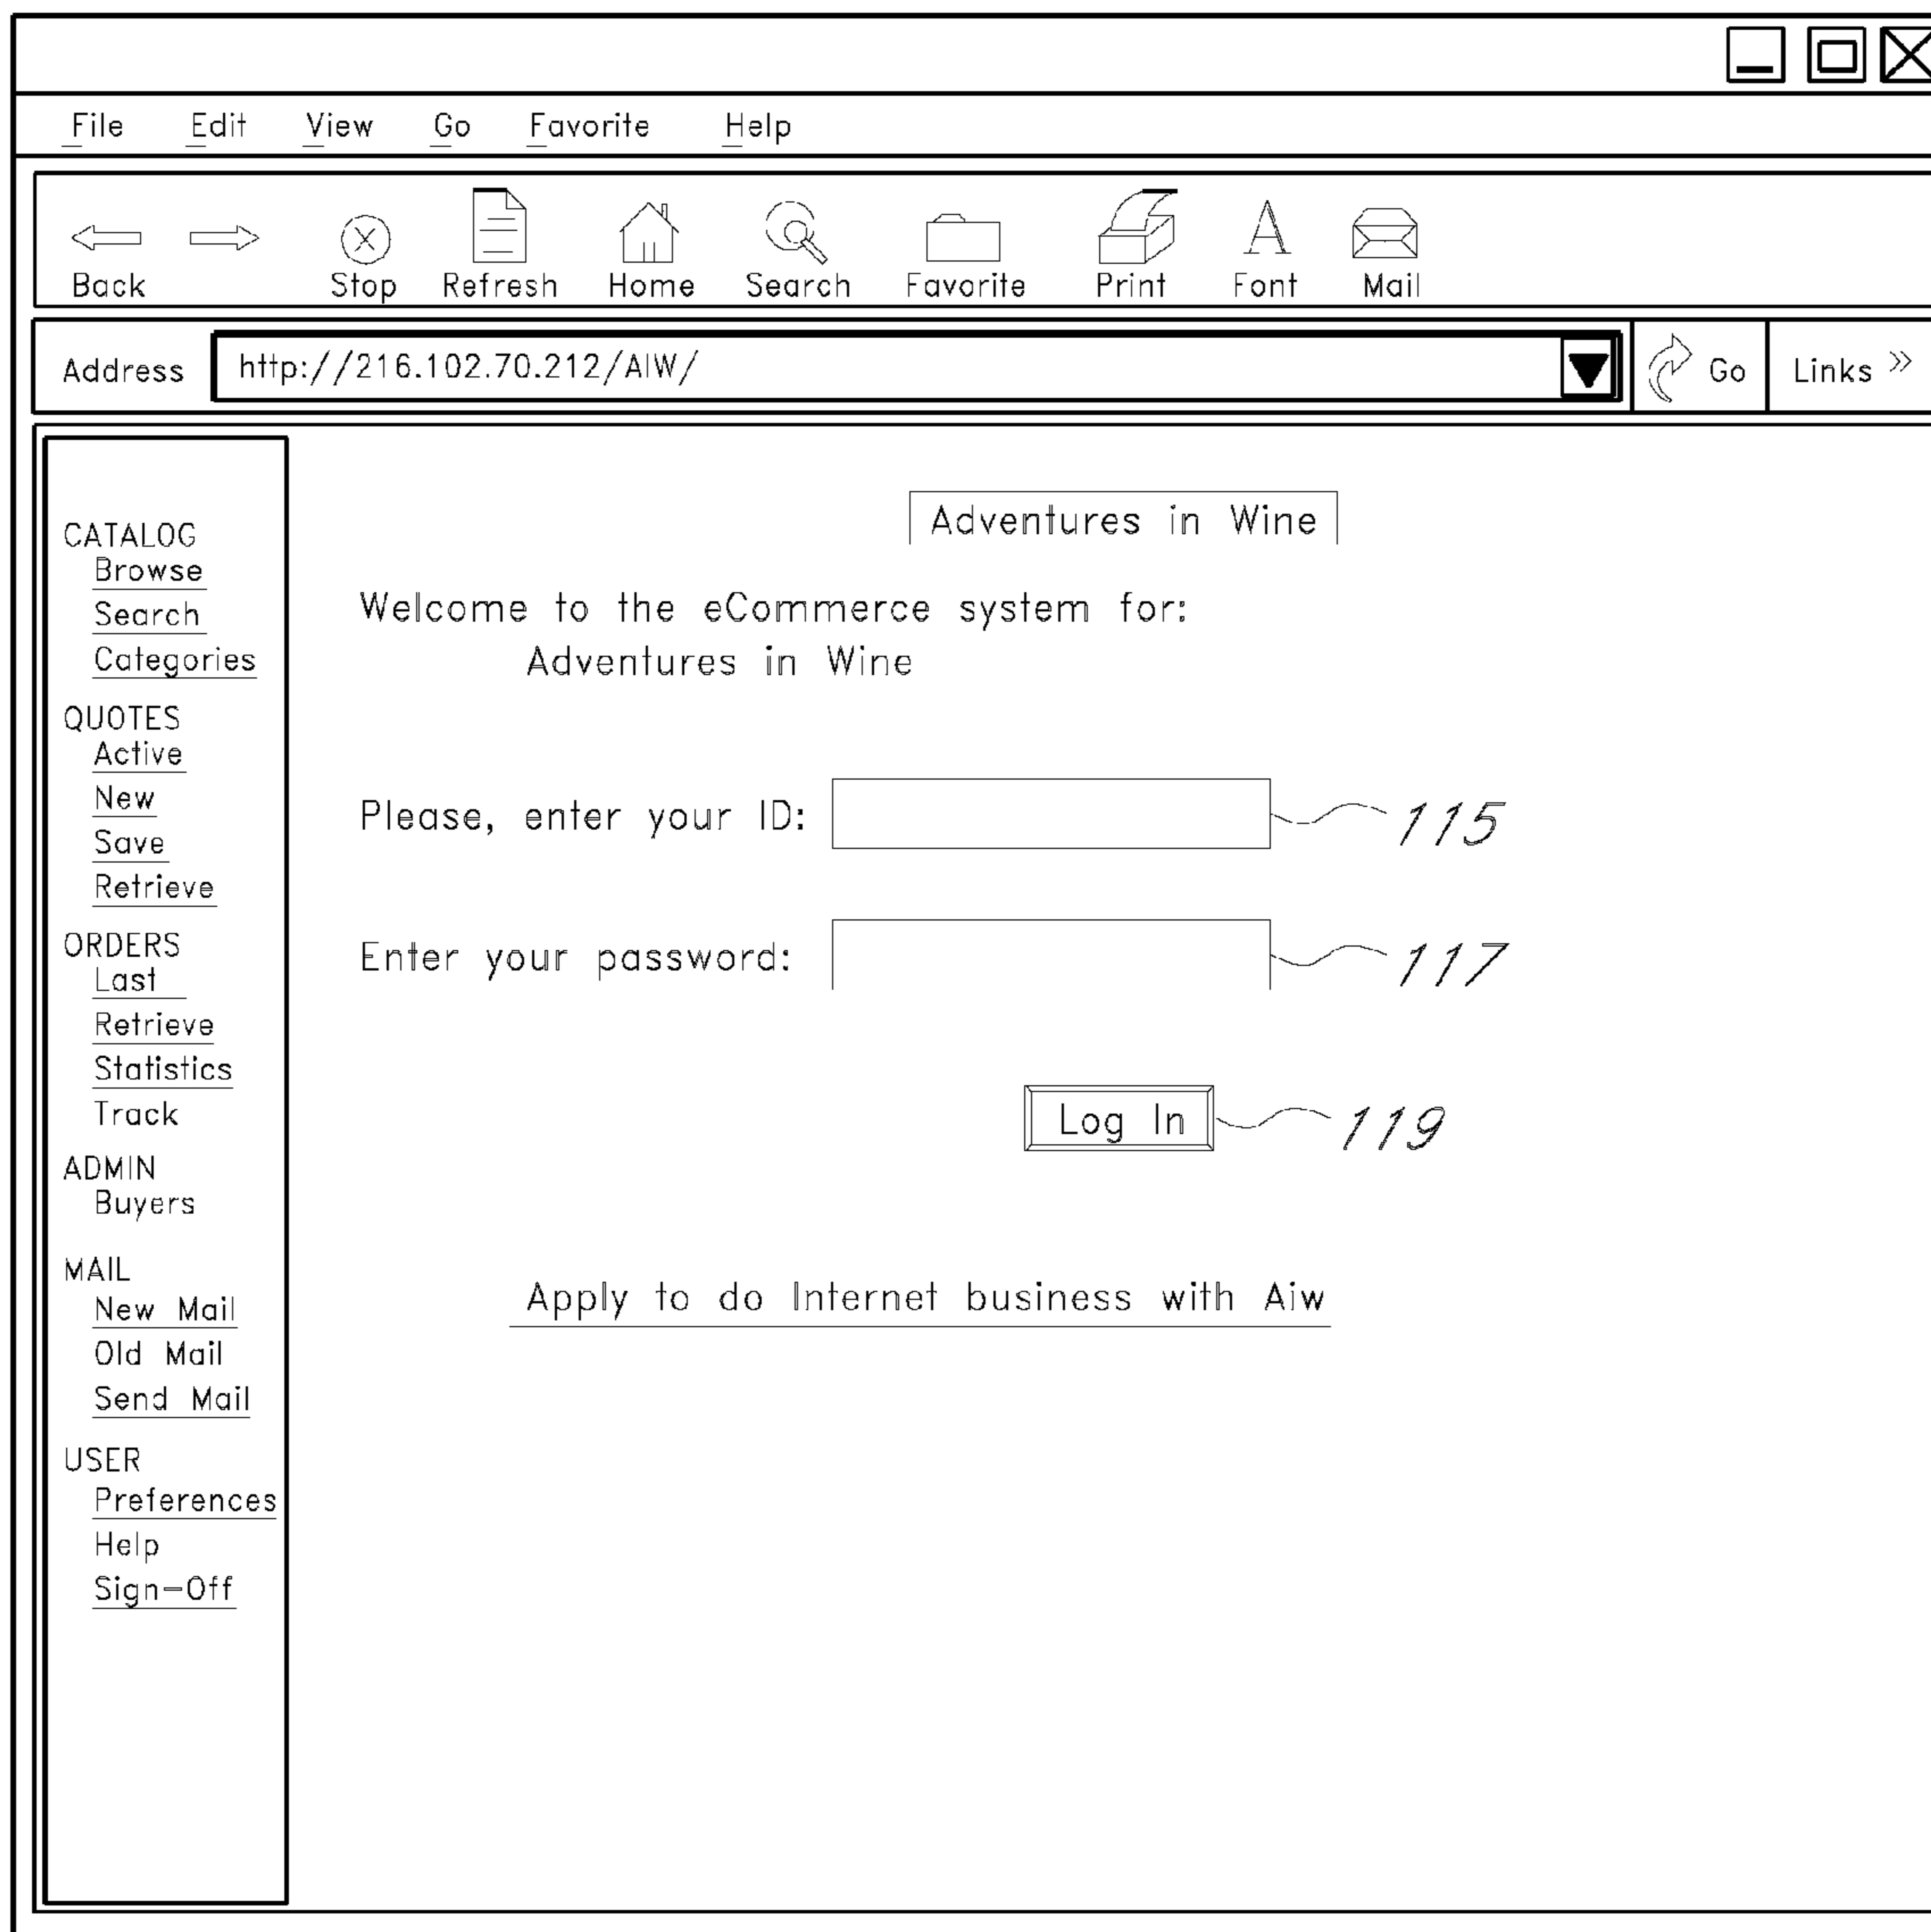 File Edit View Go Favorite Help
Back Stop Refresh Home Search Favorite Print Font Mail
Address http://216.102.70.212/AIW/ Go Links »
CATALOG
Browse
Search
Categories
QUOTES
Active
New
Save
Retrieve
ORDERS
Last
Retrieve
Statistics
Track
ADMIN
Buyers
MAIL
New Mail
Old Mail
Send Mail
USER
Preferences
Help
Sign-Off
Adventures in Wine
Welcome to the eCommerce system for:
Adventures in Wine
Please, enter your ID: 115
Enter your password: 117
Log In 119
Apply to do Internet business with Aiw